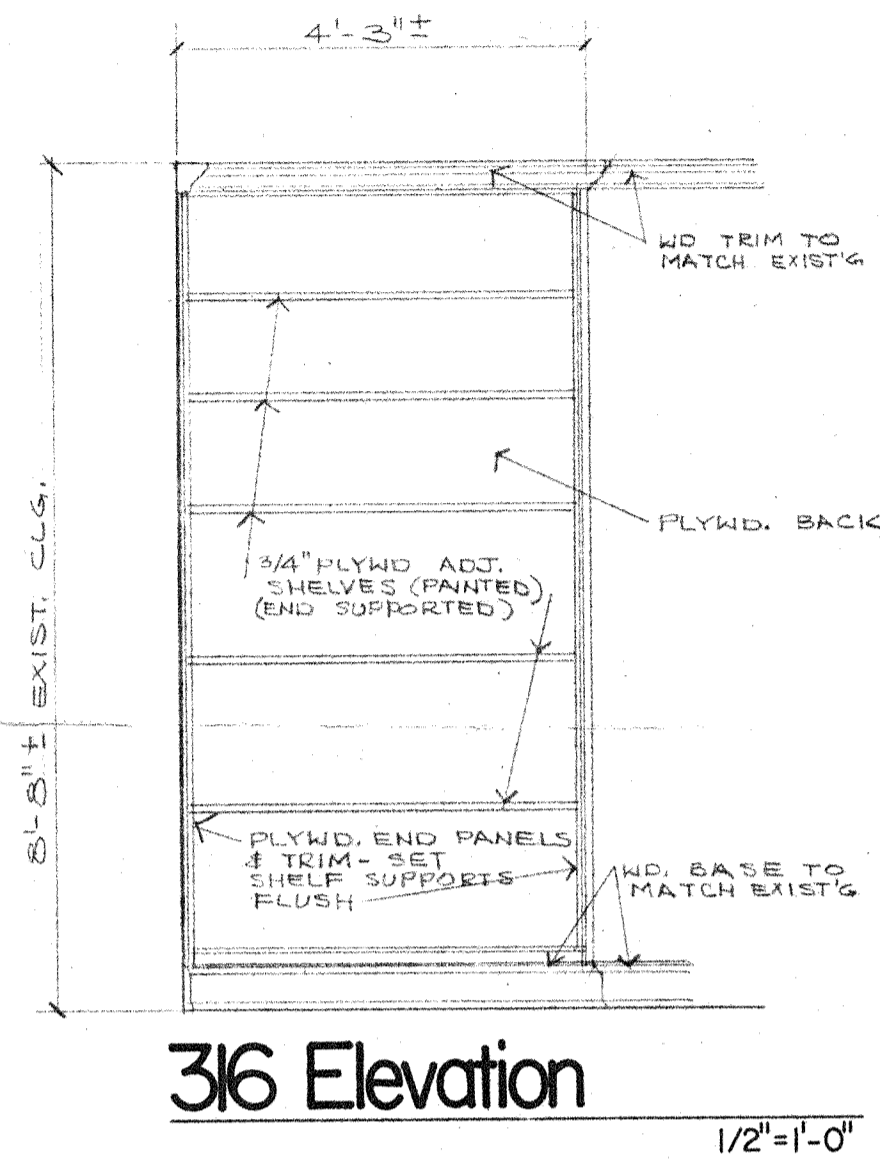 4'-3"±
WD TRIM TO
MATCH EXIST'G
8'-8"± EXIST. CLG.
PLYWD. BACK
3/4" PLYWD ADJ.
SHELVES (PAINTED)
(END SUPPORTED)
PLYWD. END PANELS
& TRIM - SET
SHELF SUPPORTS
FLUSH
WD. BASE TO
MATCH EXIST'G
316 Elevation
1/2"=1'-0"